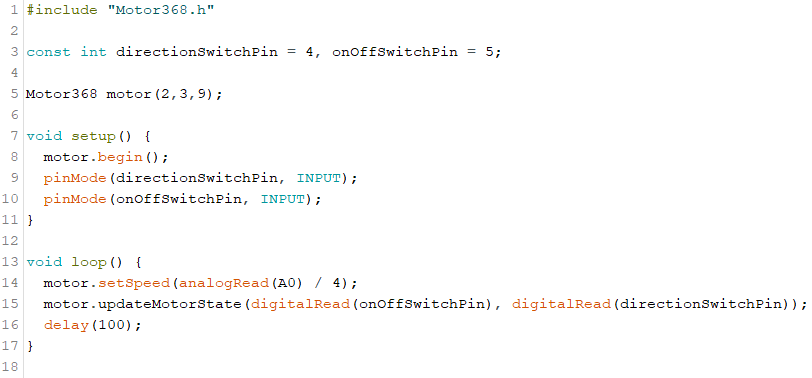 1 #include "Motor368.h"
2
3 const int directionSwitchPin = 4, onOffSwitchPin = 5;
4
5 Motor368 motor(2,3,9);
6
7 void setup() {
8   motor.begin();
9   pinMode(directionSwitchPin, INPUT);
10   pinMode(onOffSwitchPin, INPUT);
11 }
12
13 void loop() {
14   motor.setSpeed(analogRead(A0) / 4);
15   motor.updateMotorState(digitalRead(onOffSwitchPin), digitalRead(directionSwitchPin));
16   delay(100);
17 }
18